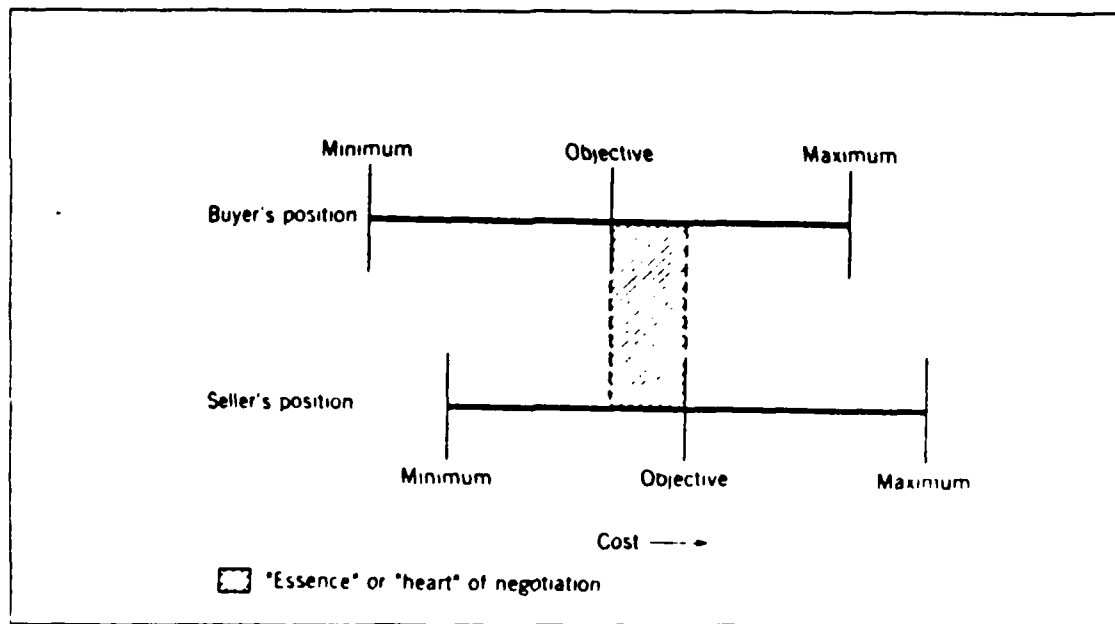 Minimum Objective Maximum
Buyer's position
Seller's position
Minimum Objective Maximum
Cost
"Essence" or "heart" of negotiation